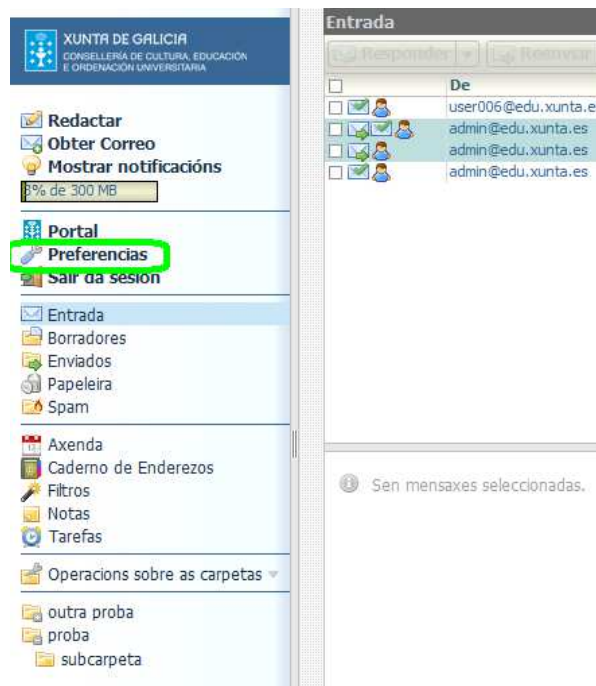 XUNTA DE GALICIA
CONSELLERÍA DE CULTURA, EDUCACIÓN
E ORDENACIÓN UNIVERSITARIA
Redactar
Obter Correo
Mostrar notificacións
8% de 300 MB
Portal
Preferencias
Sair da sesión
Entrada
Borradores
Enviados
Papeleira
Spam
Axenda
Caderno de Enderezos
Filtros
Notas
Tarefas
Operacions sobre as carpetas
outra proba
proba
subcarpeta
Entrada
Responder
Reenviar
De
user006@edu.xunta.e
admin@edu.xunta.es
admin@edu.xunta.es
admin@edu.xunta.es
Sen mensaxes seleccionadas.